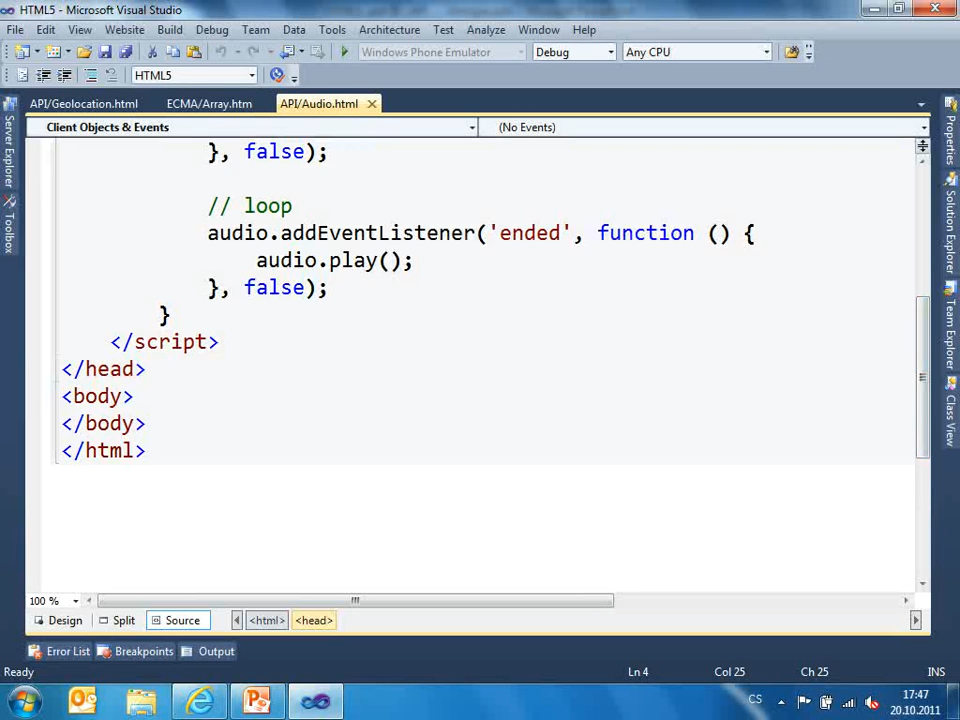 HTML5 - Microsoft Visual Studio
File Edit View Website Build Debug Team Data Tools Architecture Test Analyze Window Help
Windows Phone Emulator Debug Any CPU
HTML5
API/Geolocation.html ECMA/Array.htm API/Audio.html
Client Objects & Events (No Events)
}, false);
// loop
audio.addEventListener('ended', function () {
audio.play();
}, false);
}
</script>
</head>
<body>
</body>
</html>
100 %
Design Split Source <html> <head>
Error List Breakpoints Output
Ready Ln 4 Col 25 Ch 25 INS
CS 17:47
20.10.2011
Server Explorer
Toolbox
Properties
Solution Explorer
Team Explorer
Class View